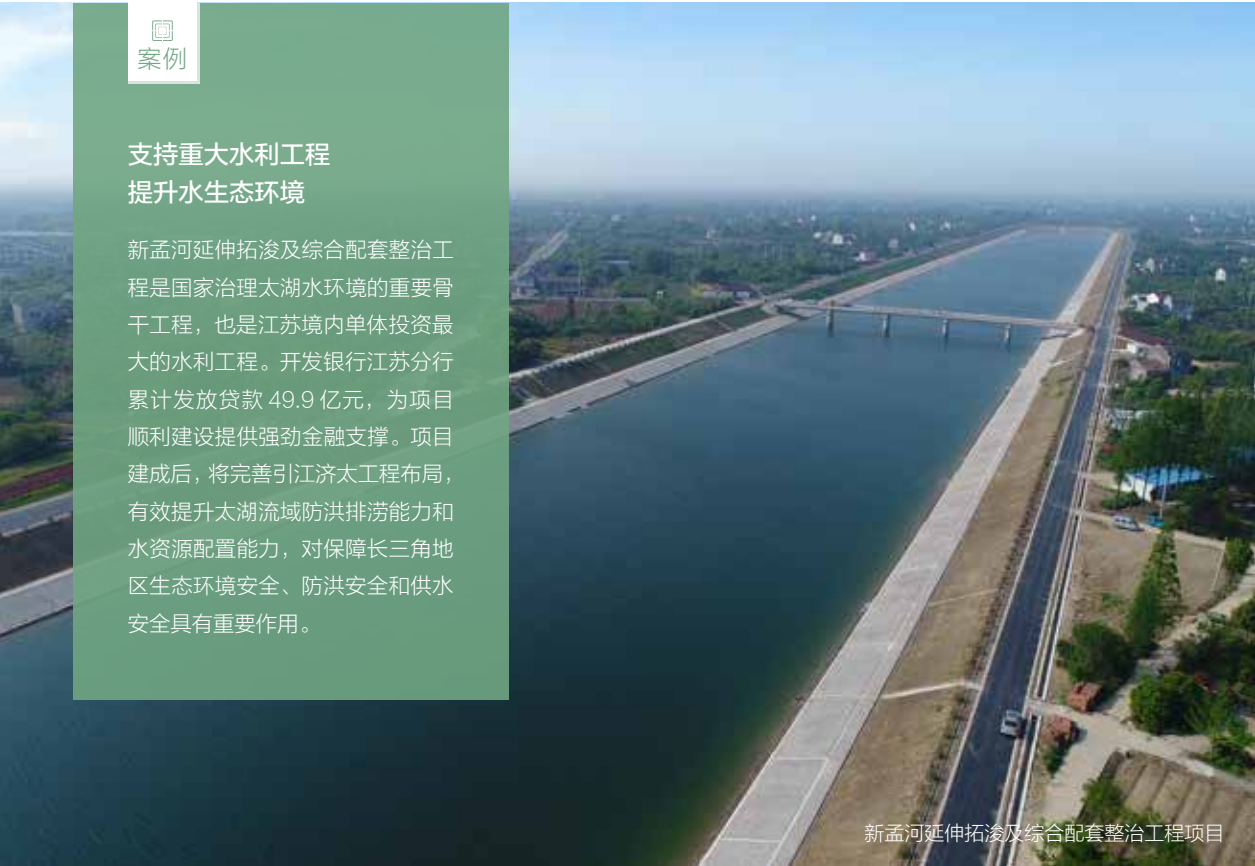 案例
支持重大水利工程
提升水生态环境
新孟河延伸拓浚及综合配套整治工
程是国家治理太湖水环境的重要骨
干工程，也是江苏境内单体投资最
大的水利工程。开发银行江苏分行
累计发放贷款 49.9 亿元，为项目
顺利建设提供强劲金融支撑。项目
建成后，将完善引江济太工程布局，
有效提升太湖流域防洪排涝能力和
水资源配置能力，对保障长三角地
区生态环境安全、防洪安全和供水
安全具有重要作用。
新孟河延伸拓浚及综合配套整治工程项目